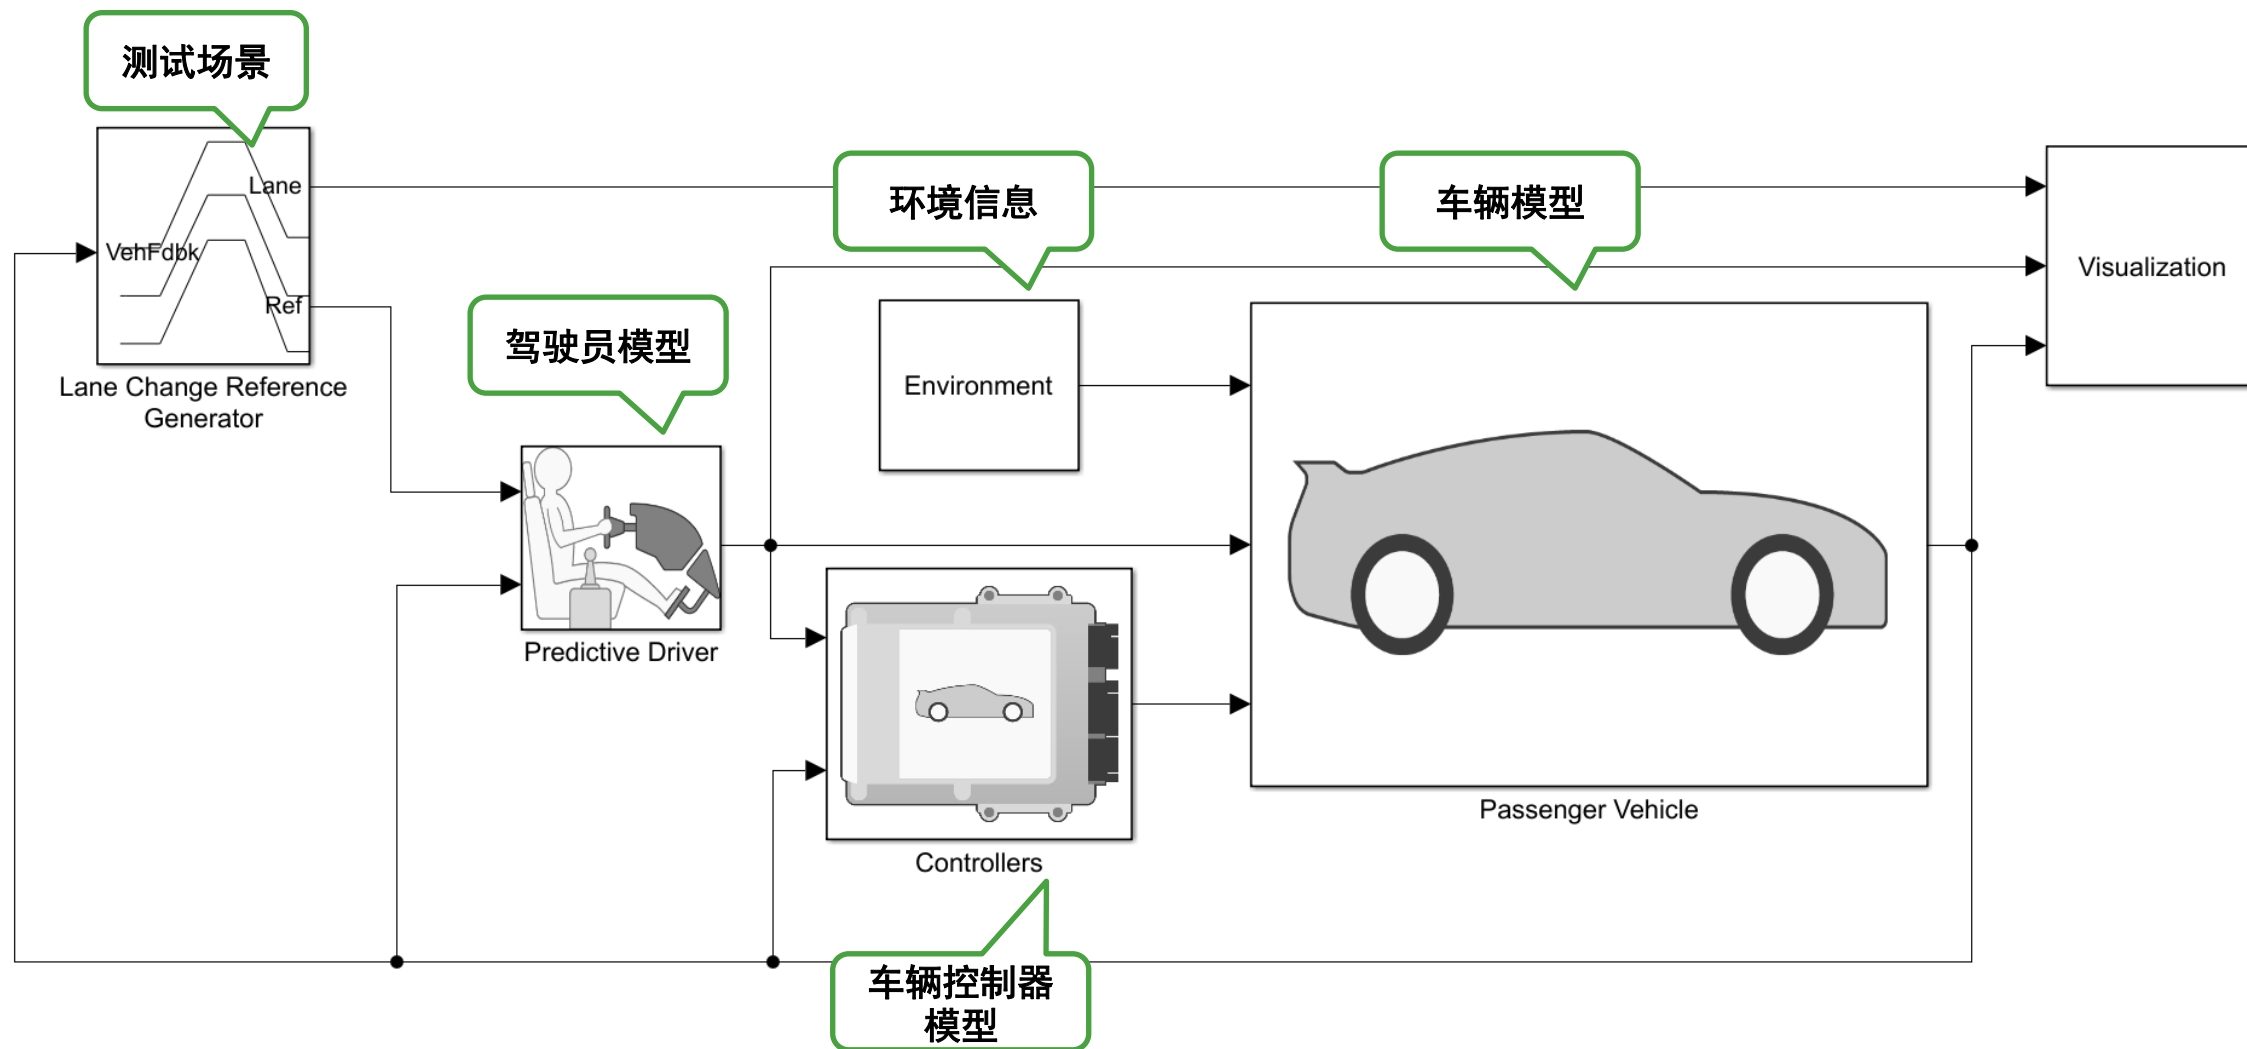 测试场景
Lane
VehFdbk
Ref
Lane Change Reference
Generator
环境信息
车辆模型
Visualization
驾驶员模型
Environment
Predictive Driver
Passenger Vehicle
Controllers
车辆控制器
模型